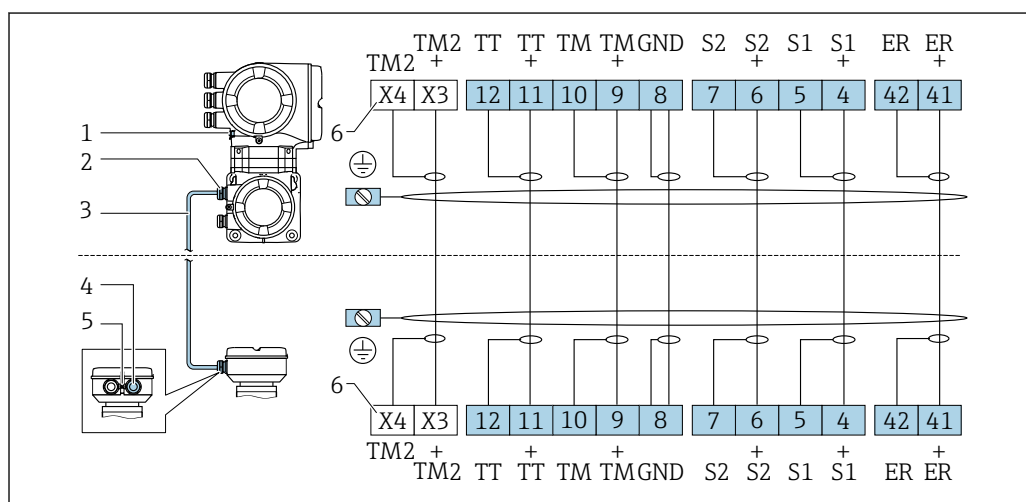 TM2 TT TT TM TM GND S2 S2 S1 S1 ER ER
TM2 + + + + + +
X4 X3 12 11 10 9 8 7 6 5 4 42 41
6
1
2
3
4
5
6
X4 X3 12 11 10 9 8 7 6 5 4 42 41
TM2 + + + + + +
TM2 TT TT TM TM GND S2 S2 S1 S1 ER ER